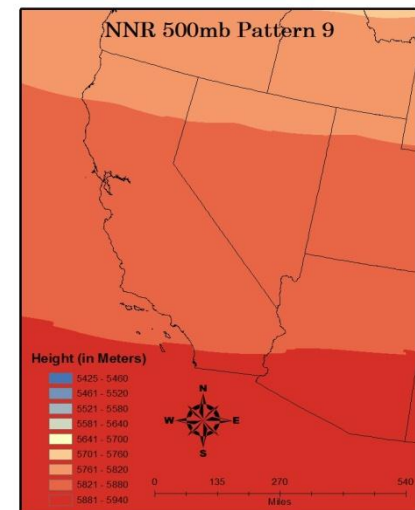 NNR 500mb Pattern 9
Height (in Meters)
5425 - 5460
5461 - 5520
5521 - 5580
5581 - 5640
5641 - 5700
5701 - 5760
5761 - 5820
5821 - 5880
5881 - 5940
N
W E
S
0 135 270 540
Miles